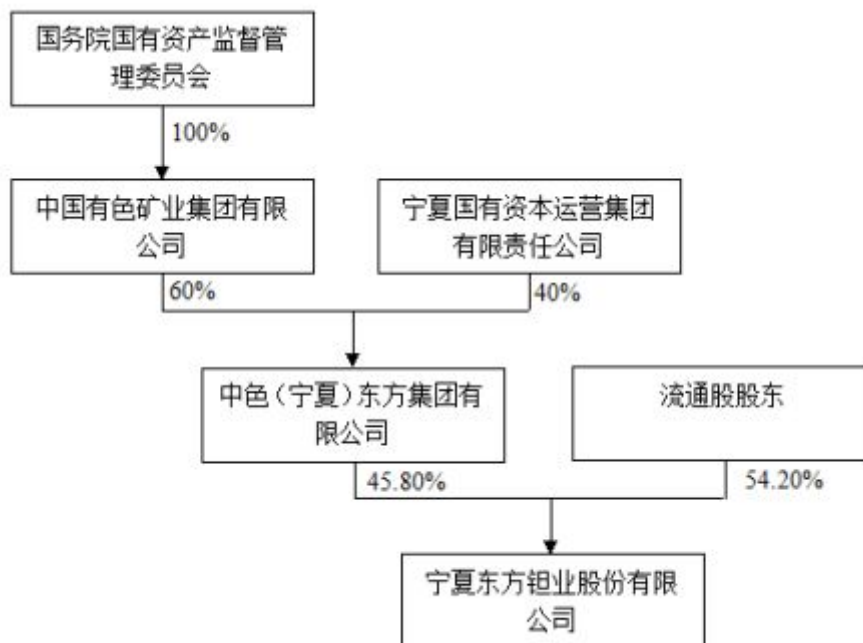 国务院国有资产监督管
理委员会
100%
中国有色矿业集团有限
公司
宁夏国有资本运营集团
有限责任公司
60%
40%
中色（宁夏）东方集团有
限公司
流通股股东
45.80%
54.20%
宁夏东方钽业股份有限
公司